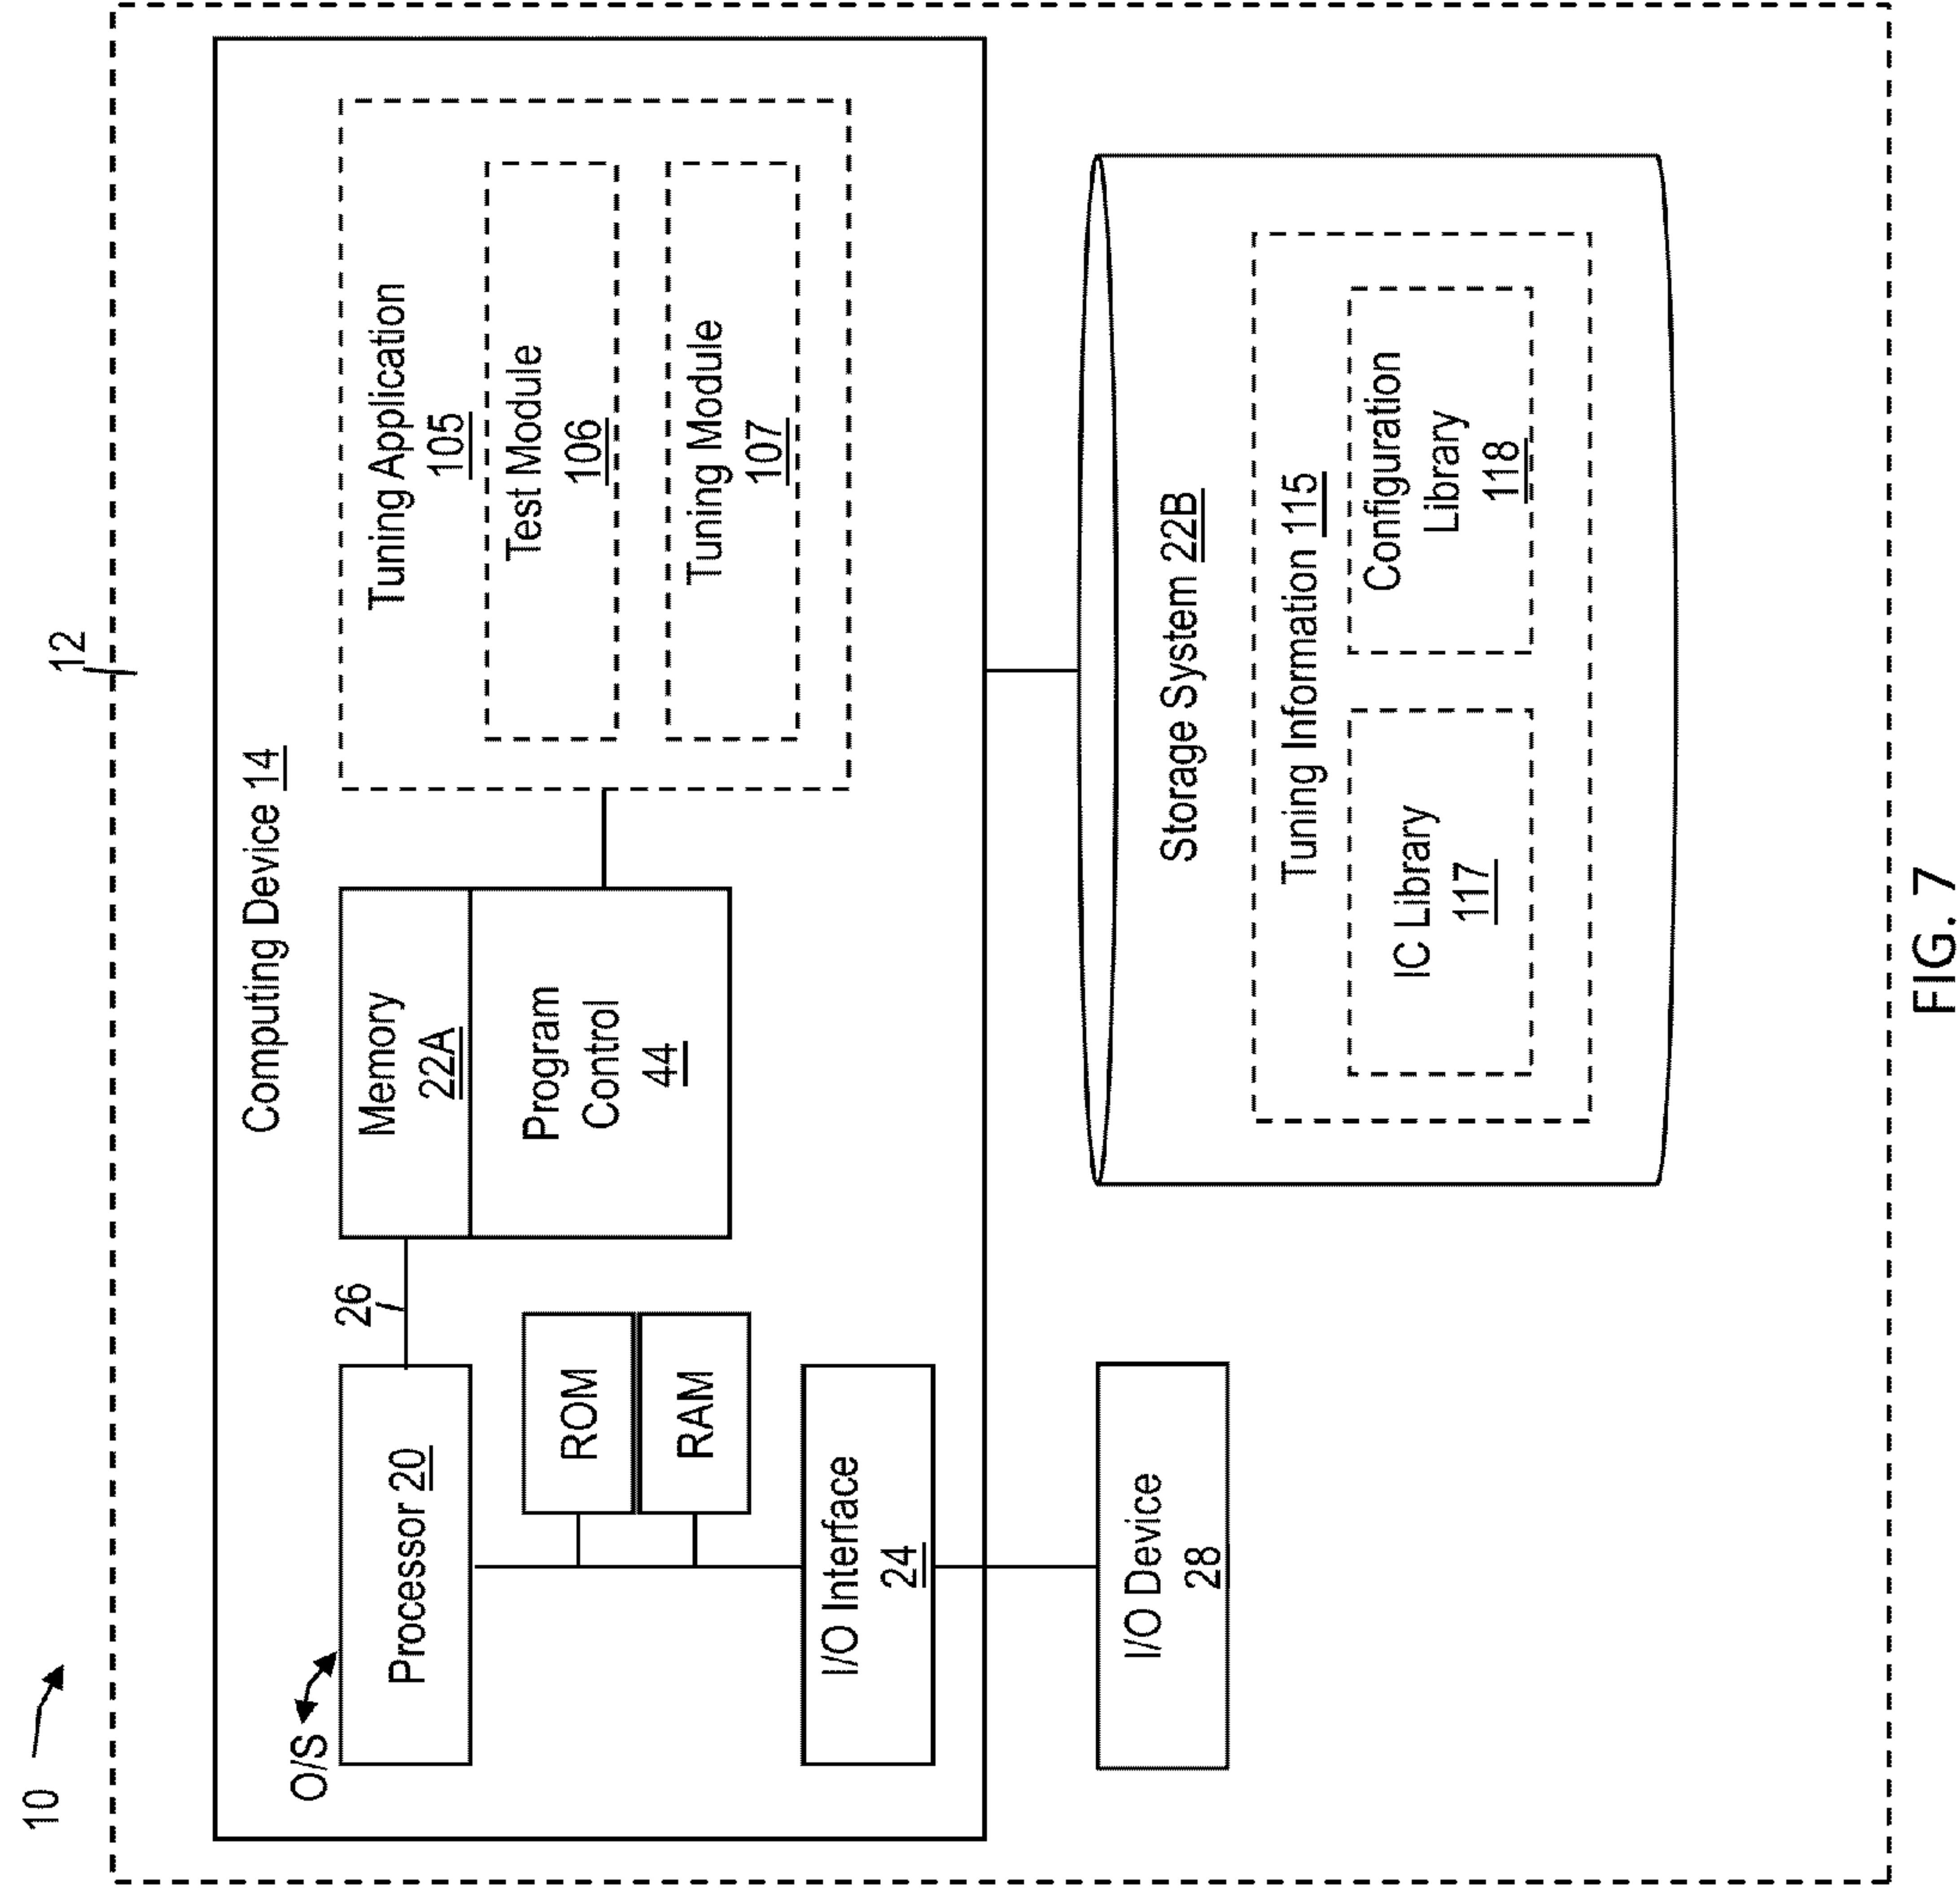 10
12
Computing Device 14
O/S
Processor 20
26
Memory
22A
Program
Control
44
Tuning Application
105
Test Module
106
Tuning Module
107
ROM
RAM
I/O Interface
24
I/O Device
28
Storage System 22B
Tuning Information 115
IC Library
117
Configuration
Library
118
FIG. 7